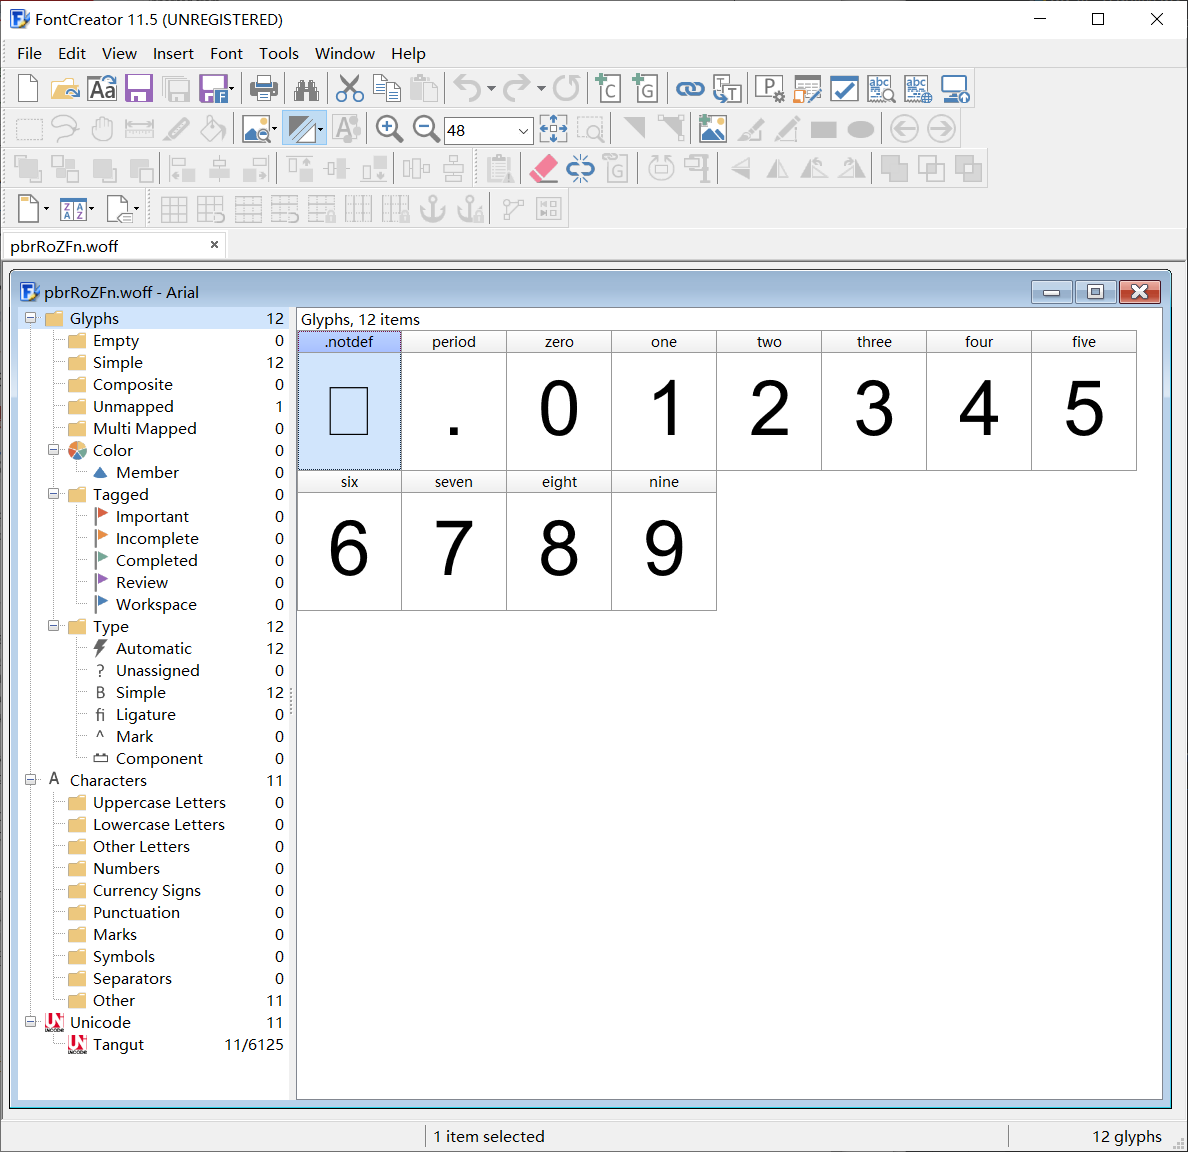 FontCreator 11.5 (UNREGISTERED)
File Edit View Insert Font Tools Window Help
48
pbrRoZFn.woff
pbrRoZFn.woff - Arial
Glyphs 12
Empty 0
Simple 12
Composite 0
Unmapped 1
Multi Mapped 0
Color 0
Member 0
Tagged 0
Important 0
Incomplete 0
Completed 0
Review 0
Workspace 0
Type 12
Automatic 12
? Unassigned 0
B Simple 12
fi Ligature 0
^ Mark 0
Component 0
A Characters 11
Uppercase Letters 0
Lowercase Letters 0
Other Letters 0
Numbers 0
Currency Signs 0
Punctuation 0
Marks 0
Symbols 0
Separators 0
Other 11
Unicode 11
Tangut 11/6125
Glyphs, 12 items
.notdef period zero one two three four five
. 0 1 2 3 4 5
six seven eight nine
6 7 8 9
1 item selected
12 glyphs